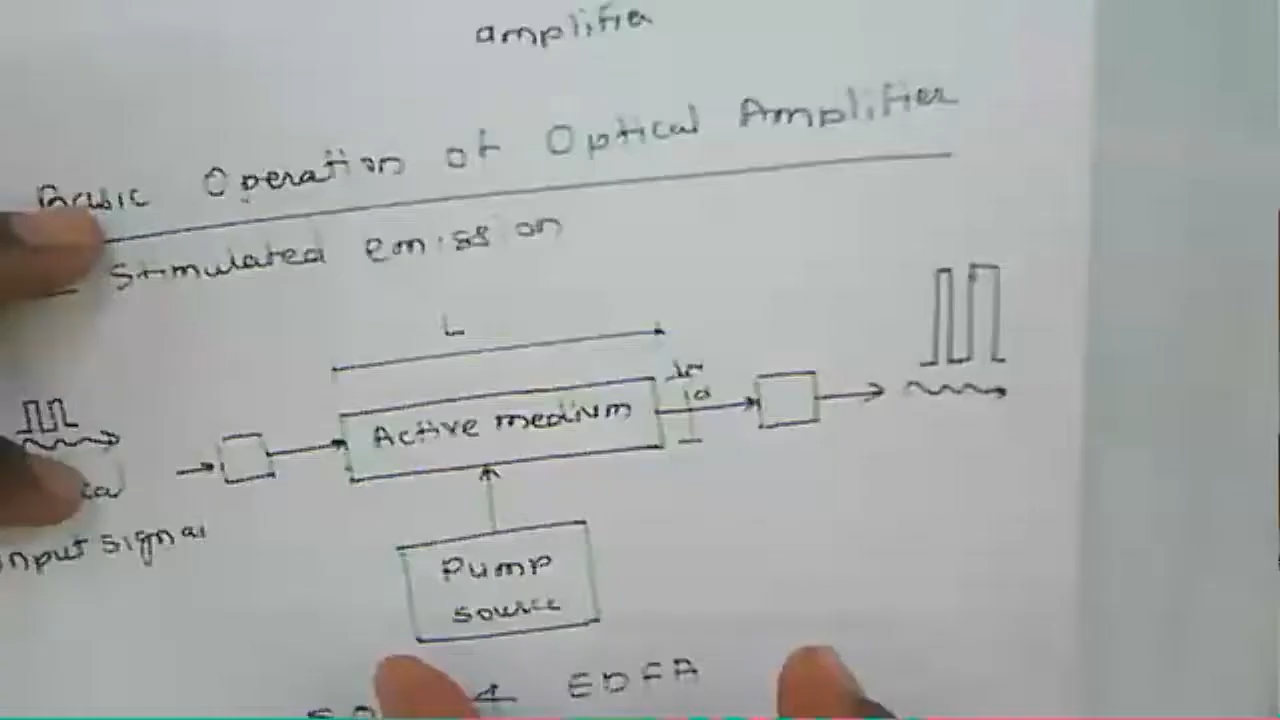 amplifier
Basic Operation of Optical Amplifier
Stimulated emission
L
Active medium
d
input signal
Pump
source
EDFA